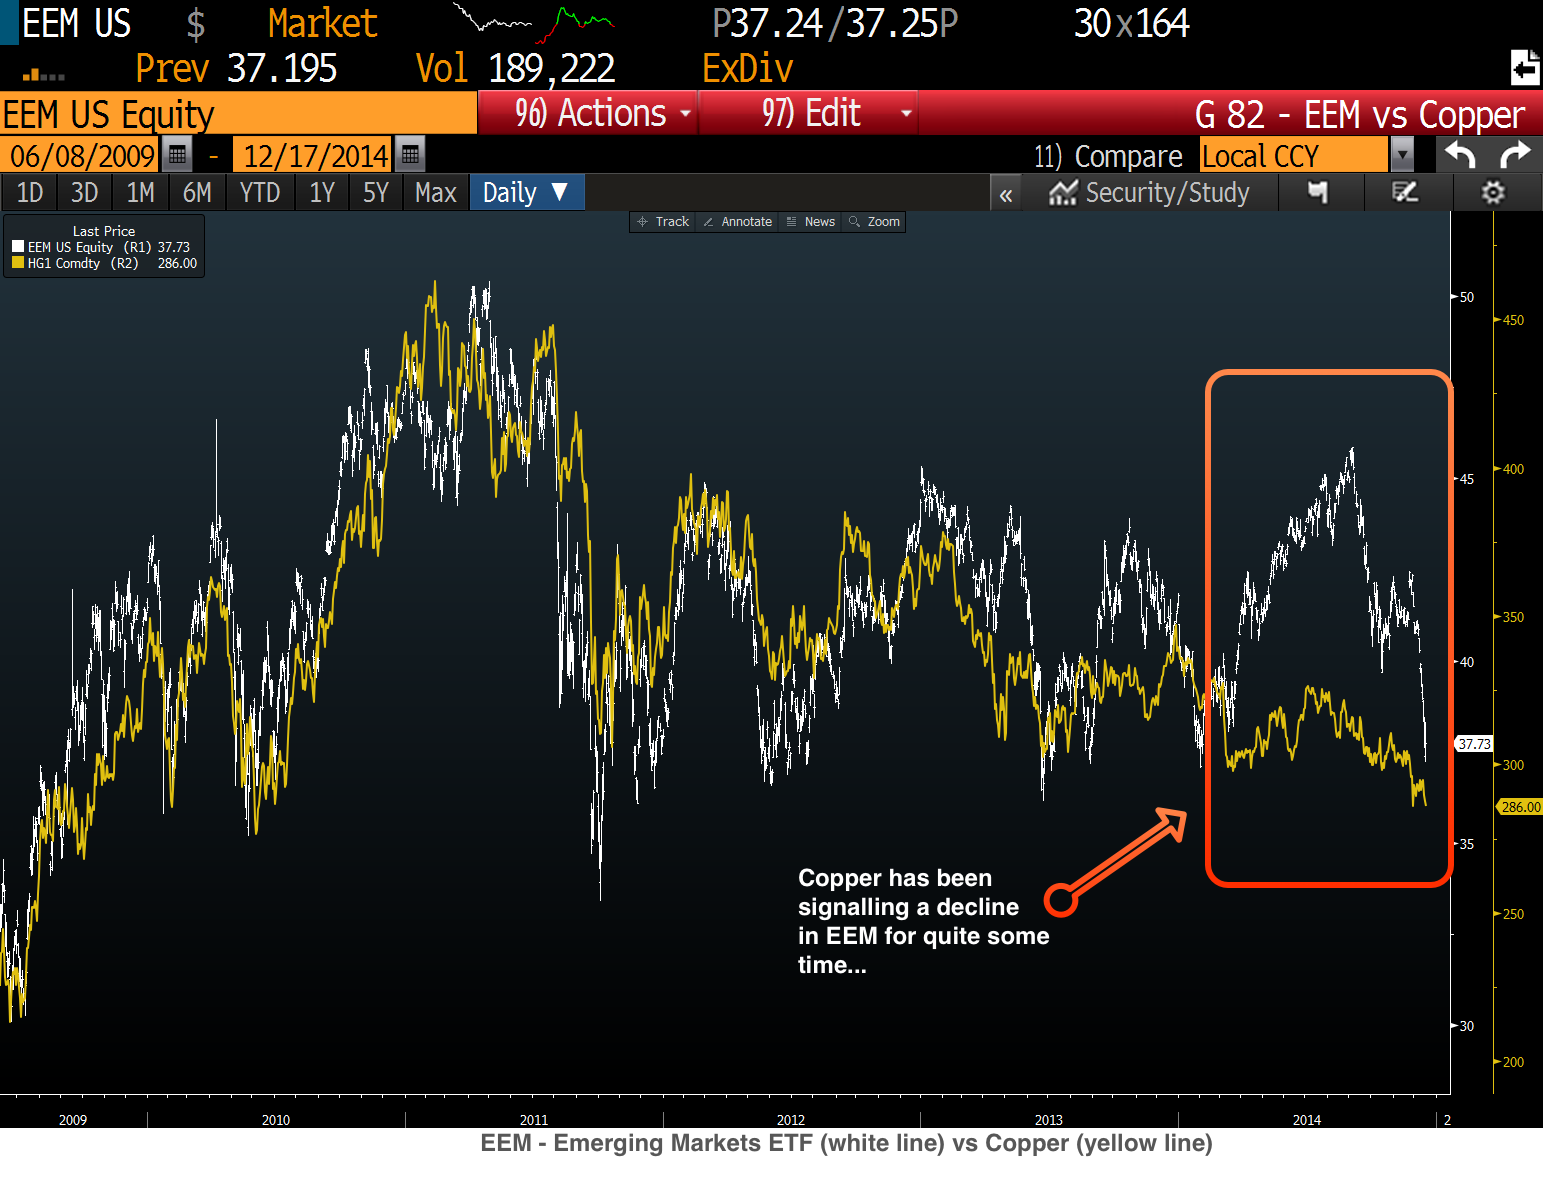 EEM US $ Market P37.24/37.25P 30x164
Prev 37.195 Vol 189,222 ExDiv
EEM US Equity 96) Actions 97) Edit G 82 - EEM vs Copper
06/08/2009 - 12/17/2014 11) Compare Local CCY
1D 3D 1M 6M YTD 1Y 5Y Max Daily ▼ « Security/Study
Track Annotate News Zoom
Last Price
EEM US Equity (R1) 37.73
HG1 Comdty (R2) 286.00
50
450
45
400
350
40
37.73
300
286.00
35
250
30
200
Copper has been
signalling a decline
in EEM for quite some
time...
2009 2010 2011 2012 2013 2014 2
EEM - Emerging Markets ETF (white line) vs Copper (yellow line)